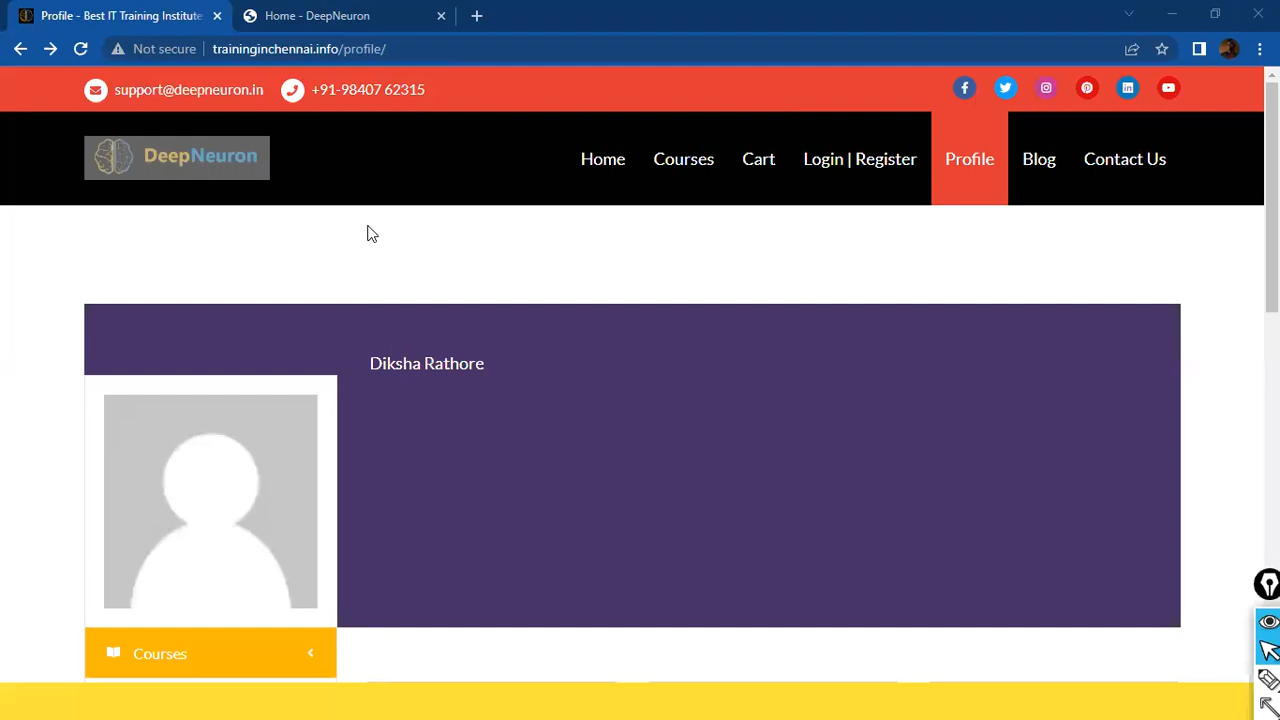 Profile - Best IT Training Institute
Home - DeepNeuron
Not secure
traininginchennai.info/profile/
support@deepneuron.in
+91-98407 62315
DeepNeuron
Home
Courses
Cart
Login | Register
Profile
Blog
Contact Us
Diksha Rathore
Courses